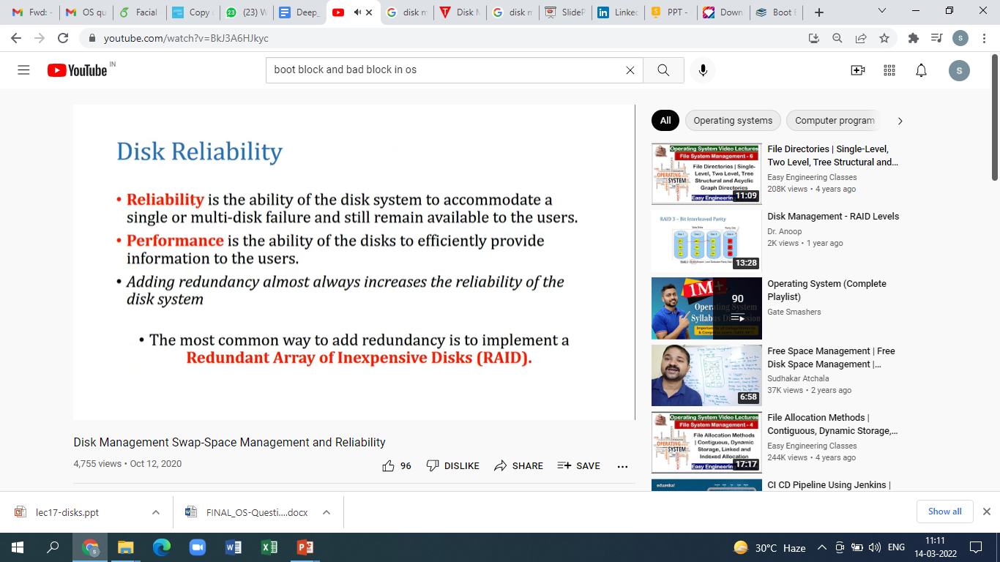 Fwd: -
OS qu
Facial
Copy
(23) W
Deep_
disk m
Disk M
disk m
SlideP
Linked
PPT -
Down
Boot B
youtube.com/watch?v=BkJ3A6HJkyc
S
YouTube IN
boot block and bad block in os
S
Disk Reliability
• Reliability is the ability of the disk system to accommodate a
single or multi-disk failure and still remain available to the users.
• Performance is the ability of the disks to efficiently provide
information to the users.
• Adding redundancy almost always increases the reliability of the
disk system
• The most common way to add redundancy is to implement a
Redundant Array of Inexpensive Disks (RAID).
Disk Management Swap-Space Management and Reliability
4,755 views • Oct 12, 2020
96 DISLIKE SHARE SAVE
All Operating systems Computer program
Operating System Video Lectures
File System Management - 6
File Directories | Single-
Level, Two Level, Tree
Structural and Acyclic
Graph Directories
OPERATING
SYSTEM
Easy Engineering
11:09
File Directories | Single-Level,
Two Level, Tree Structural and...
Easy Engineering Classes
208K views • 4 years ago
RAID 3 – Bit Interleaved Parity
13:28
Disk Management - RAID Levels
Dr. Anoop
2K views • 1 year ago
1M+
Operating System
Syllabus Discussion
90
Operating System (Complete
Playlist)
Gate Smashers
6:58
Free Space Management | Free
Disk Space Management |...
Sudhakar Atchala
37K views • 2 years ago
Operating System Video Lectures
File System Management - 4
File Allocation Methods
| Contiguous, Dynamic
Storage, Linked and
Indexed Allocation
OPERATING
SYSTEM
Easy Engineering
17:17
File Allocation Methods |
Contiguous, Dynamic Storage,...
Easy Engineering Classes
244K views • 4 years ago
edureka!
CI CD Pipeline Using Jenkins |
lec17-disks.ppt
FINAL_OS-Questi....docx
Show all
30°C Haze
ENG
11:11
14-03-2022